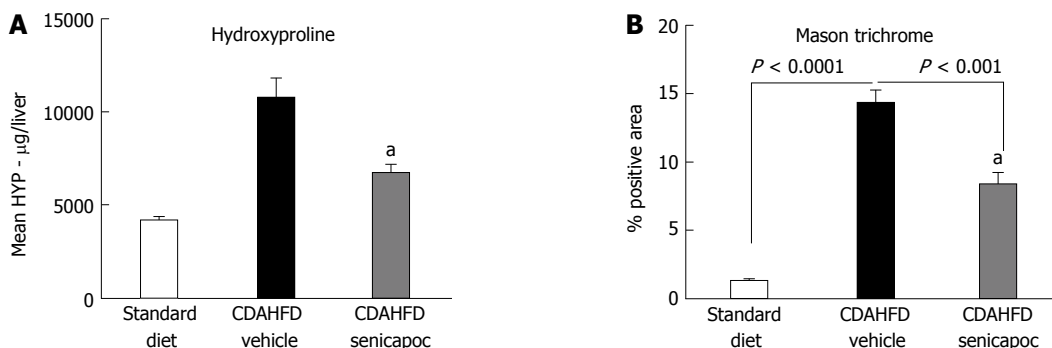 A
Hydroxyproline
Mean HYP - μg/liver
15000
10000
5000
0
a
Standard
diet
CDAHFD
vehicle
CDAHFD
senicapoc
B
Mason trichrome
% positive area
20
15
10
5
0
P < 0.0001
P < 0.001
a
Standard
diet
CDAHFD
vehicle
CDAHFD
senicapoc